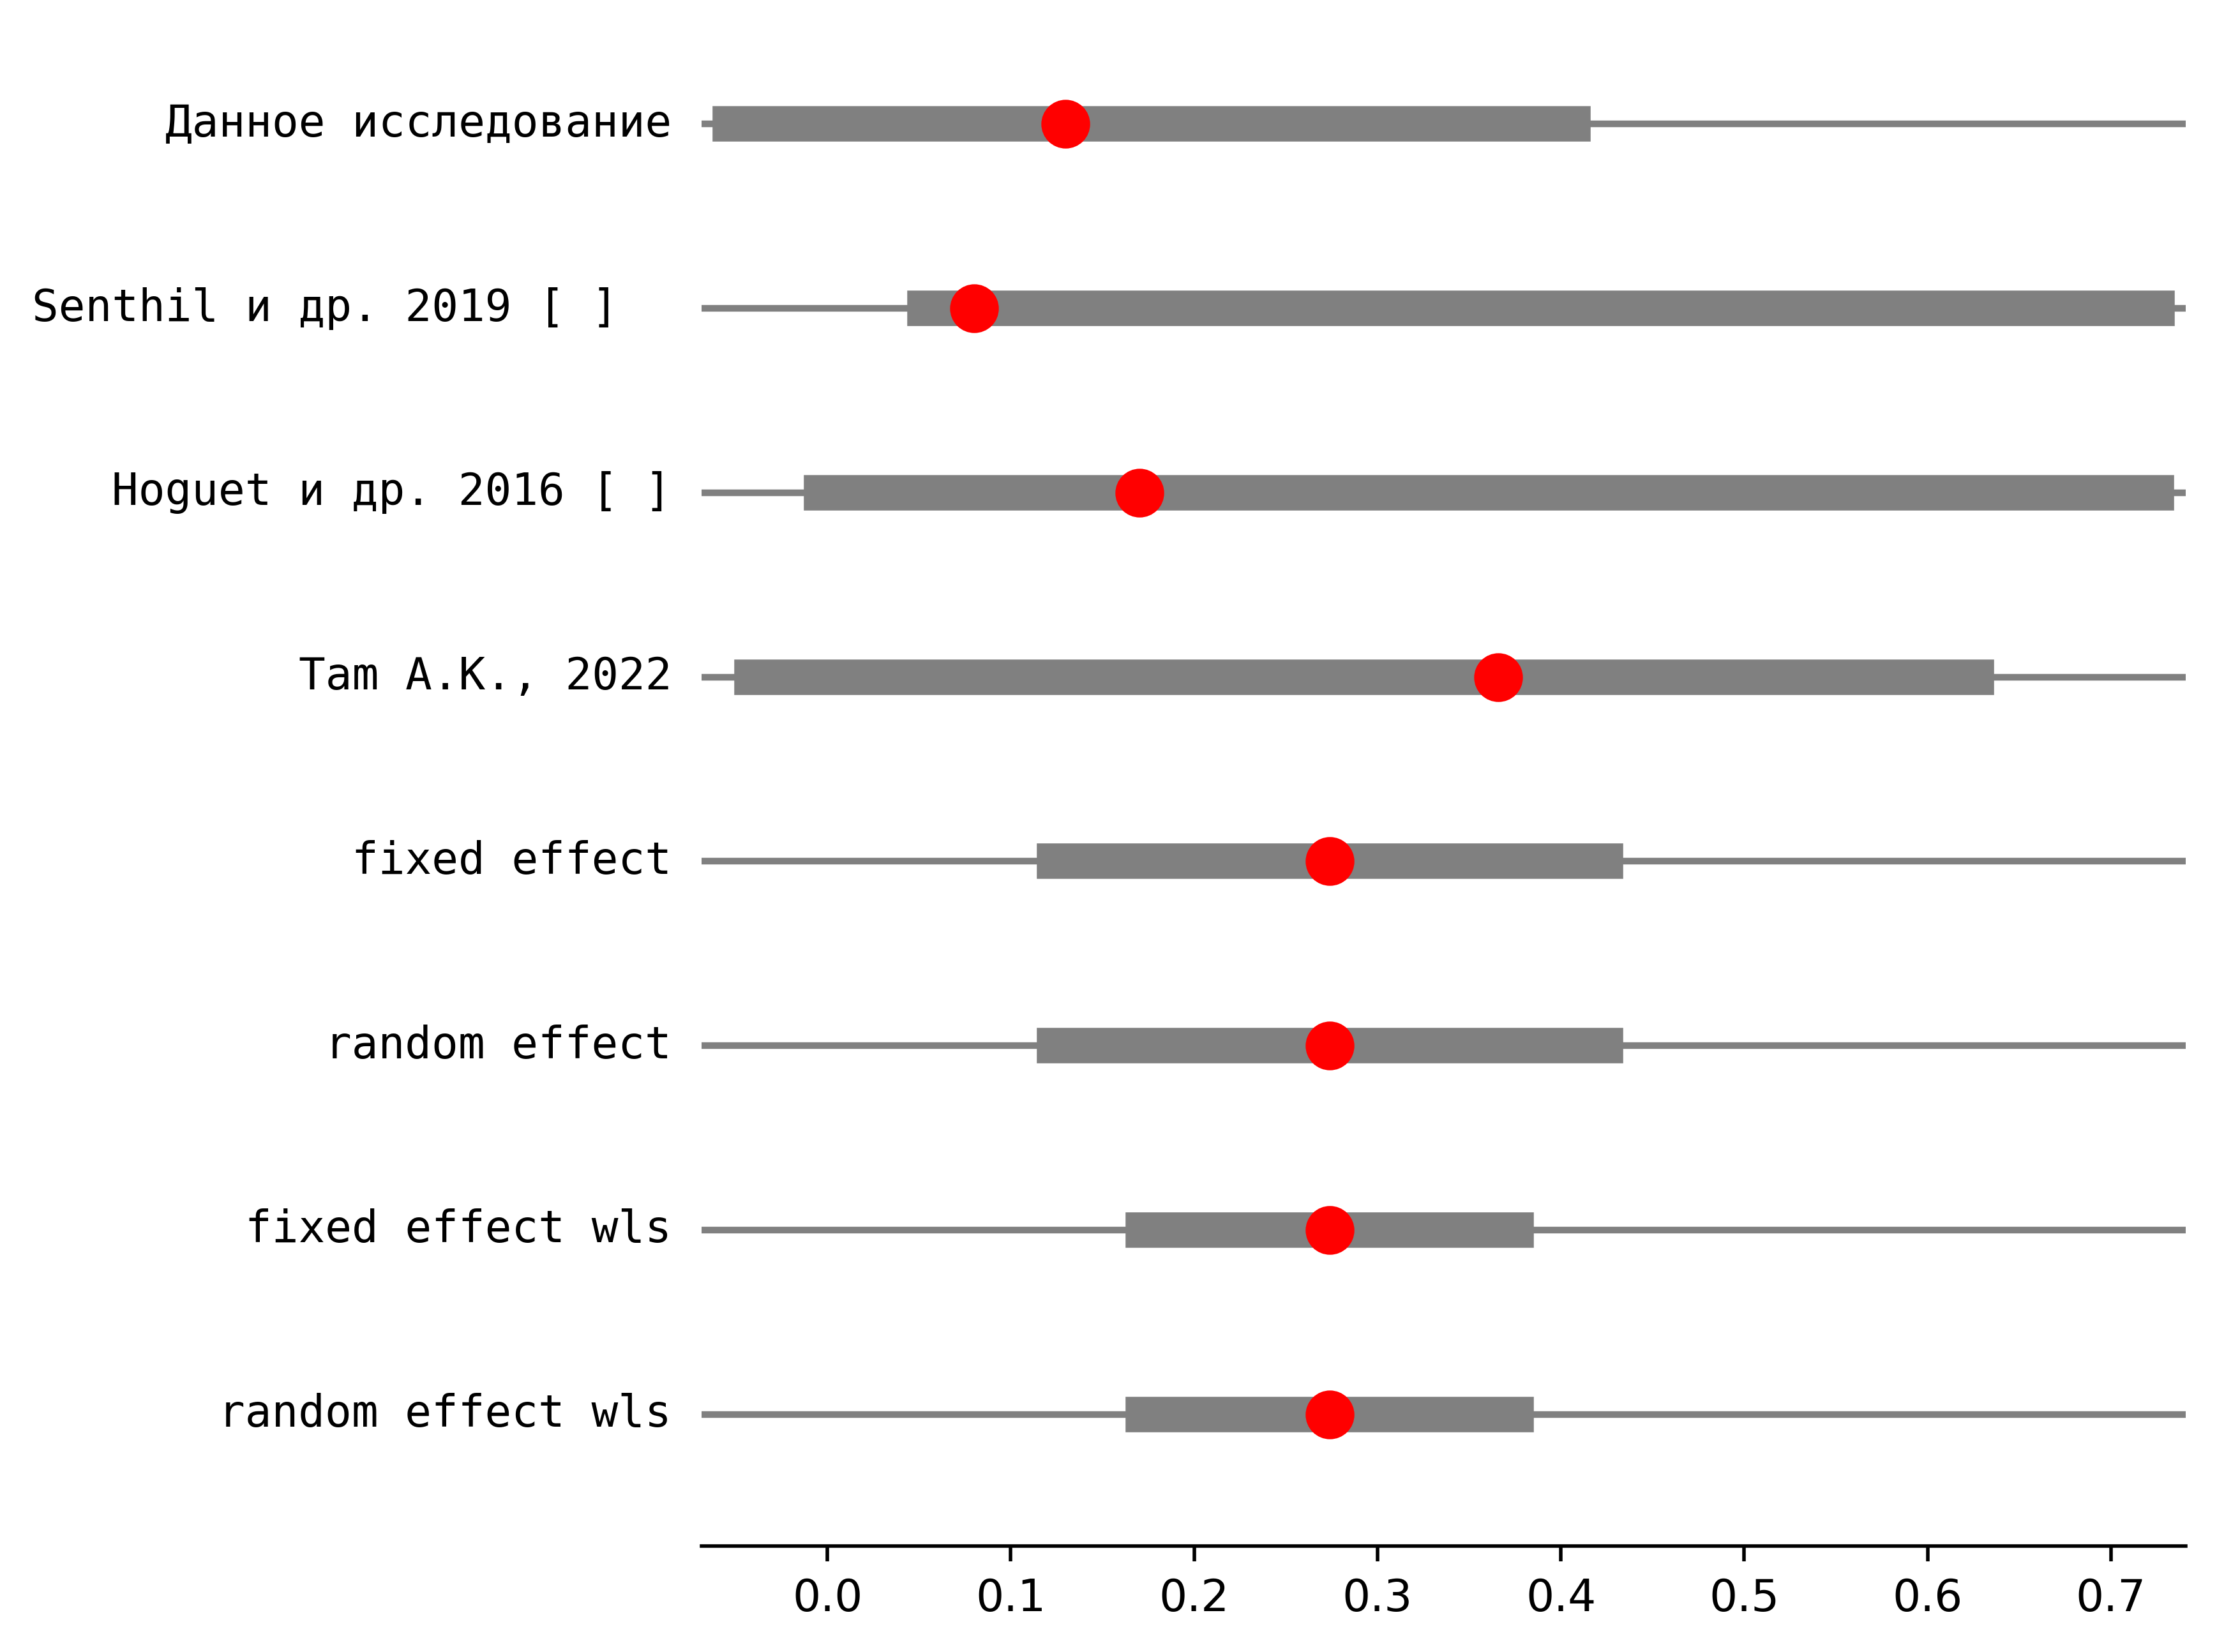 Данное исследование
Senthil и др. 2019 [ ]
Hoguet и др. 2016 [ ]
Tam A.K., 2022
fixed effect
random effect
fixed effect wls
random effect wls
0.0 0.1 0.2 0.3 0.4 0.5 0.6 0.7